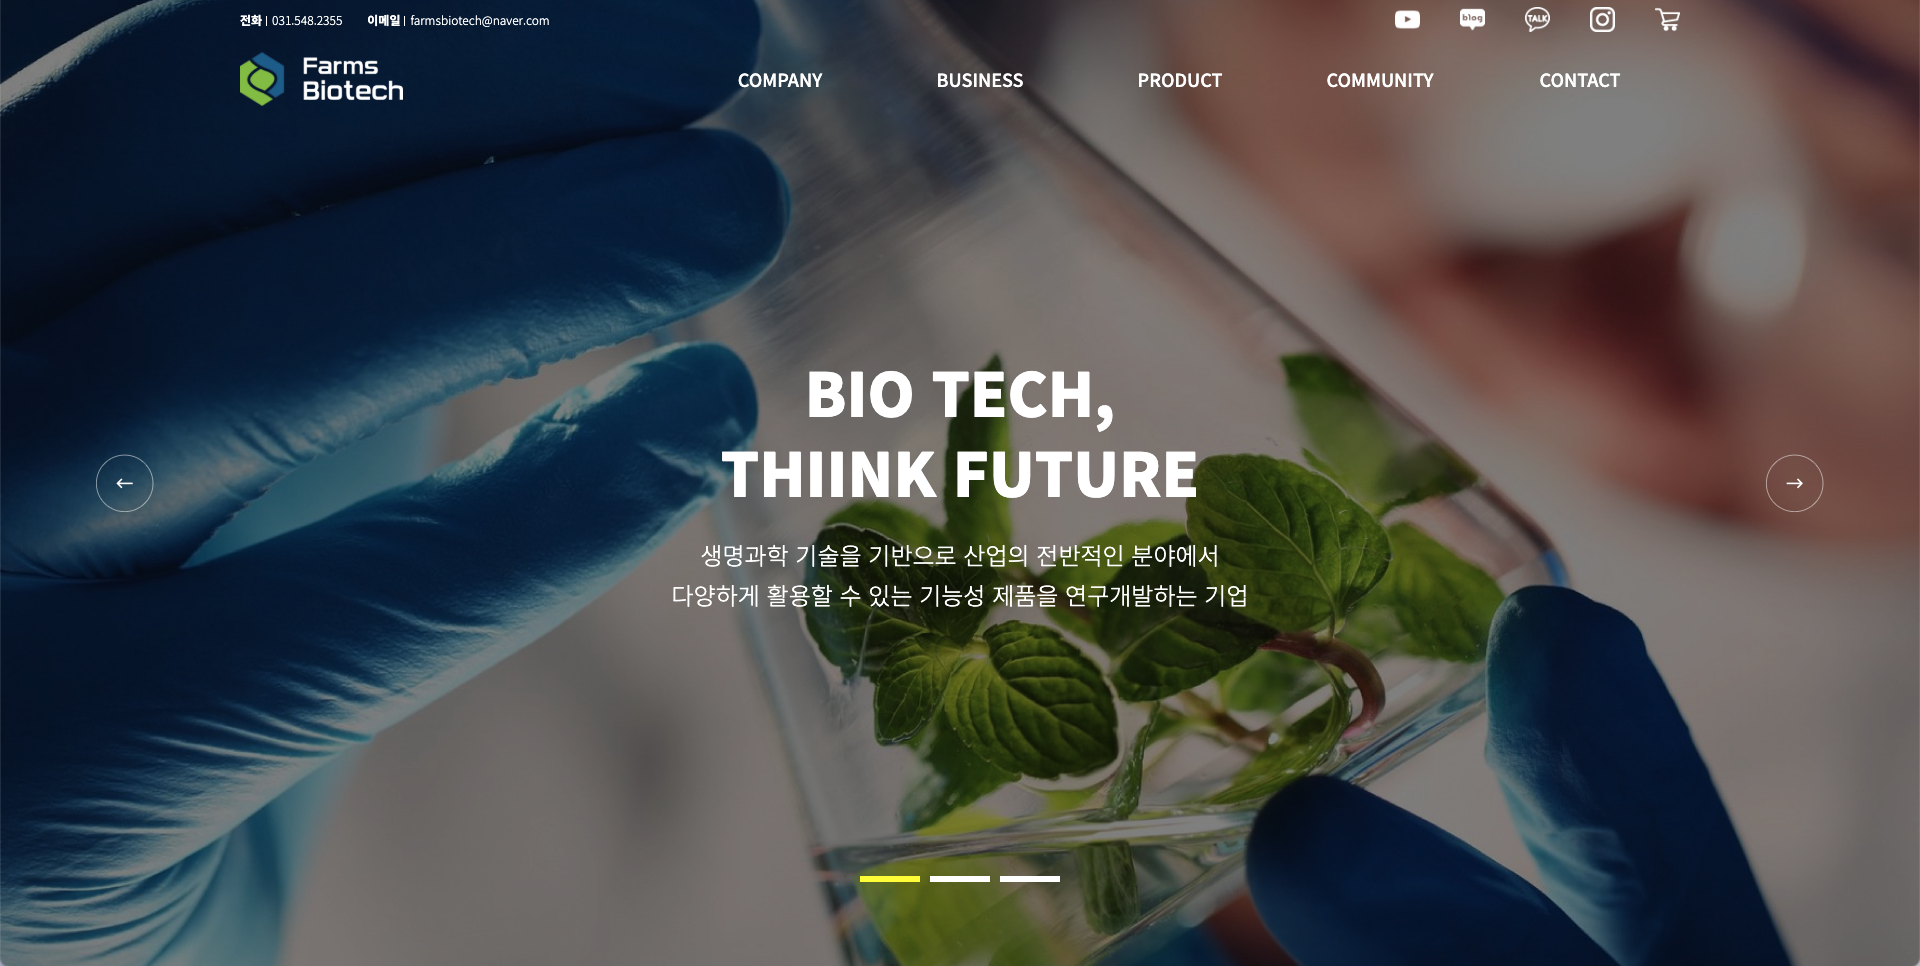 전화 | 031.548.2355 이메일 | farmsbiotech@naver.com
blog
TALK
Farms
Biotech
COMPANY BUSINESS PRODUCT COMMUNITY CONTACT
BIO TECH,
THIINK FUTURE
생명과학 기술을 기반으로 산업의 전반적인 분야에서
다양하게 활용할 수 있는 기능성 제품을 연구개발하는 기업